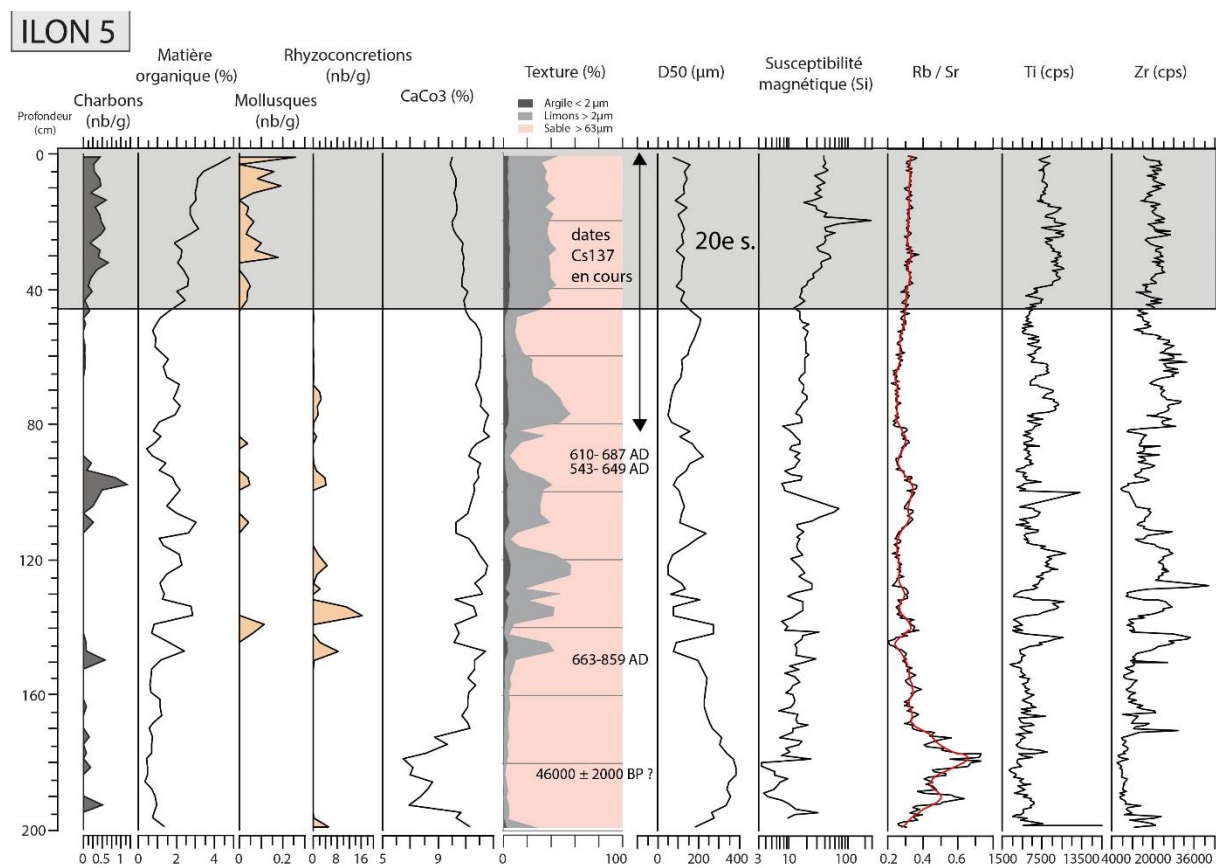 ILON 5
Matière
organique (%)
Rhyzoconcretions
(nb/g)
Texture (%)
D50 (µm)
Susceptibilité
magnétique (Si)
Rb / Sr
Ti (cps)
Zr (cps)
Charbons
(nb/g)
Mollusques
(nb/g)
CaCo3 (%)
Argile < 2 µm
Limons > 2µm
Sable > 63µm
Profondeur
(cm)
0
40
80
120
160
200
dates
Cs137
en cours
20e s.
610- 687 AD
543- 649 AD
663-859 AD
46000 ± 2000 BP ?
0 0.5 1
0 2 4
0 0.2
0 8 16
5 9
0 100
0 200 400
3 10 100
0.2 0.4 0.6
1500 7500 13500
4000 20000 36000